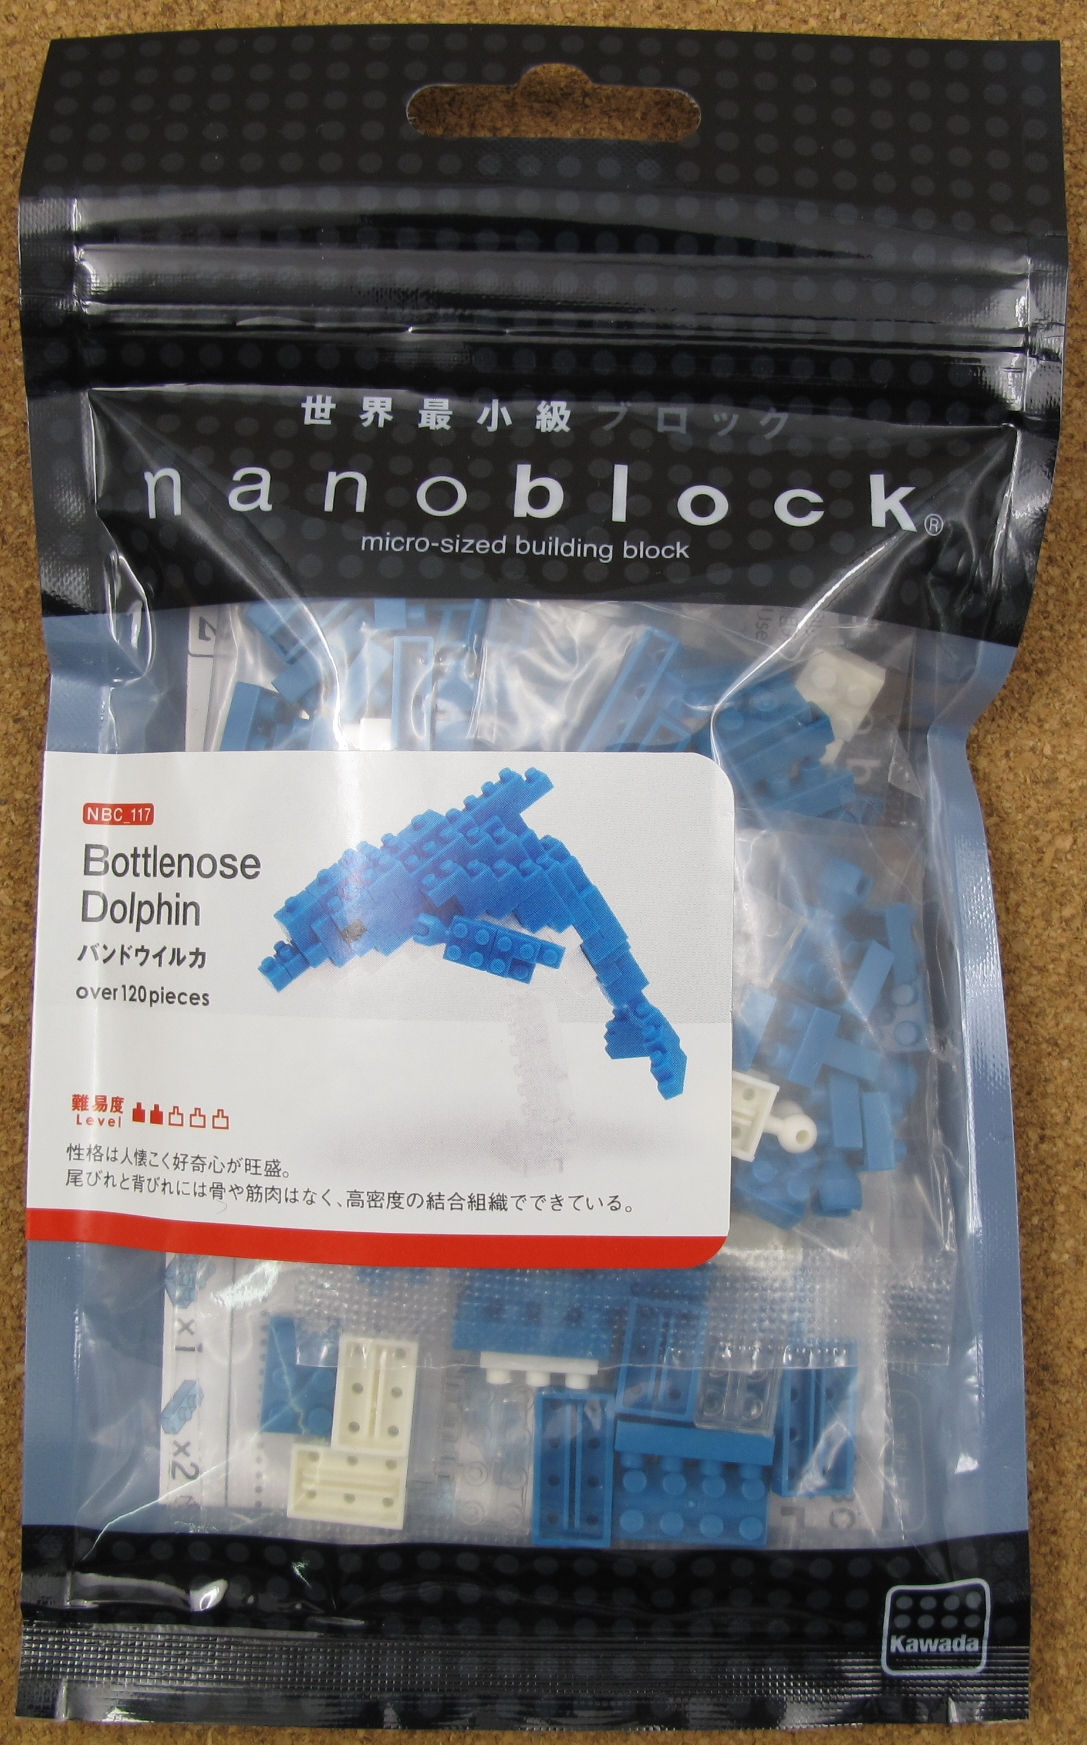 世界最小級ブロック
nanoblock®
micro-sized building block
NBC_117
Bottlenose
Dolphin
バンドウイルカ
over120pieces
難易度
Level
性格は人懐こく好奇心が旺盛。
尾びれと背びれには骨や筋肉はなく、高密度の結合組織でできている。
×1
×2
Kawada